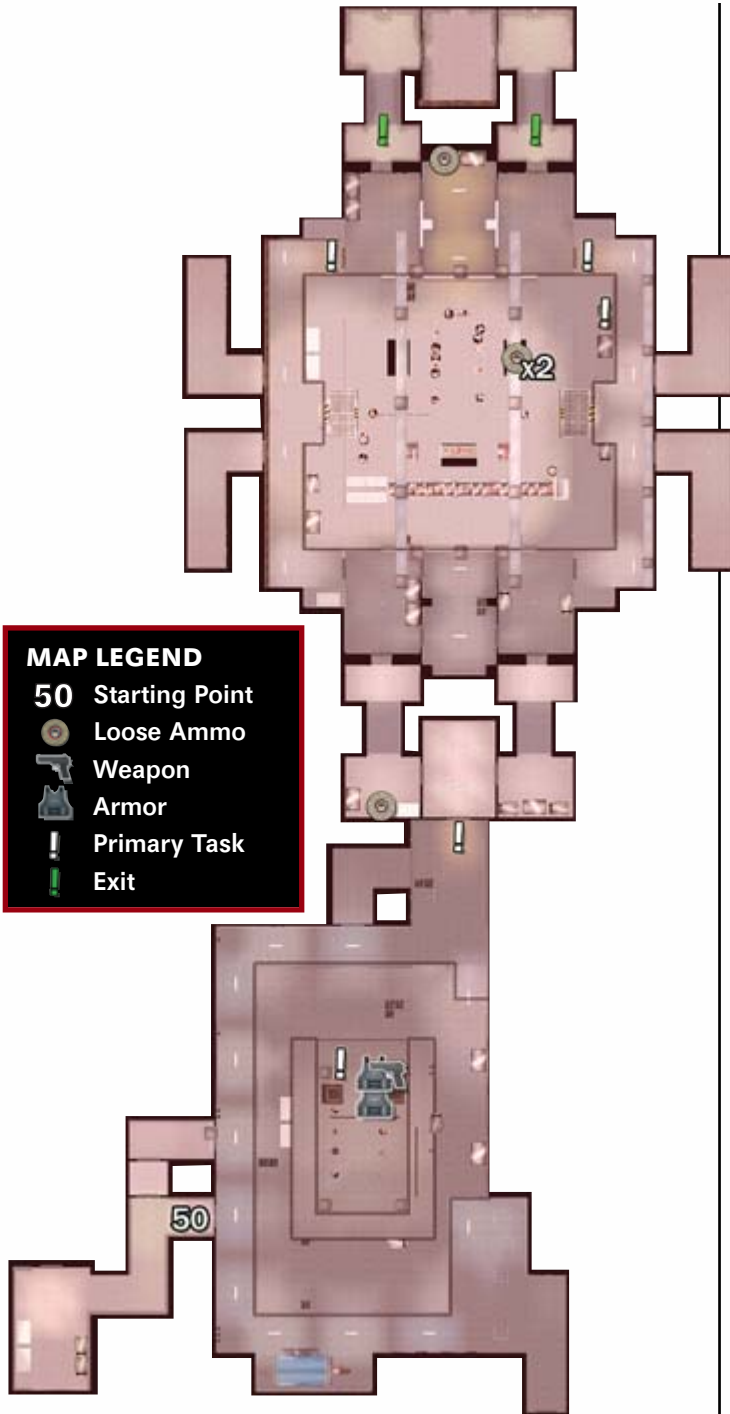 x2
MAP LEGEND
50 Starting Point
Loose Ammo
Weapon
Armor
! Primary Task
! Exit
50